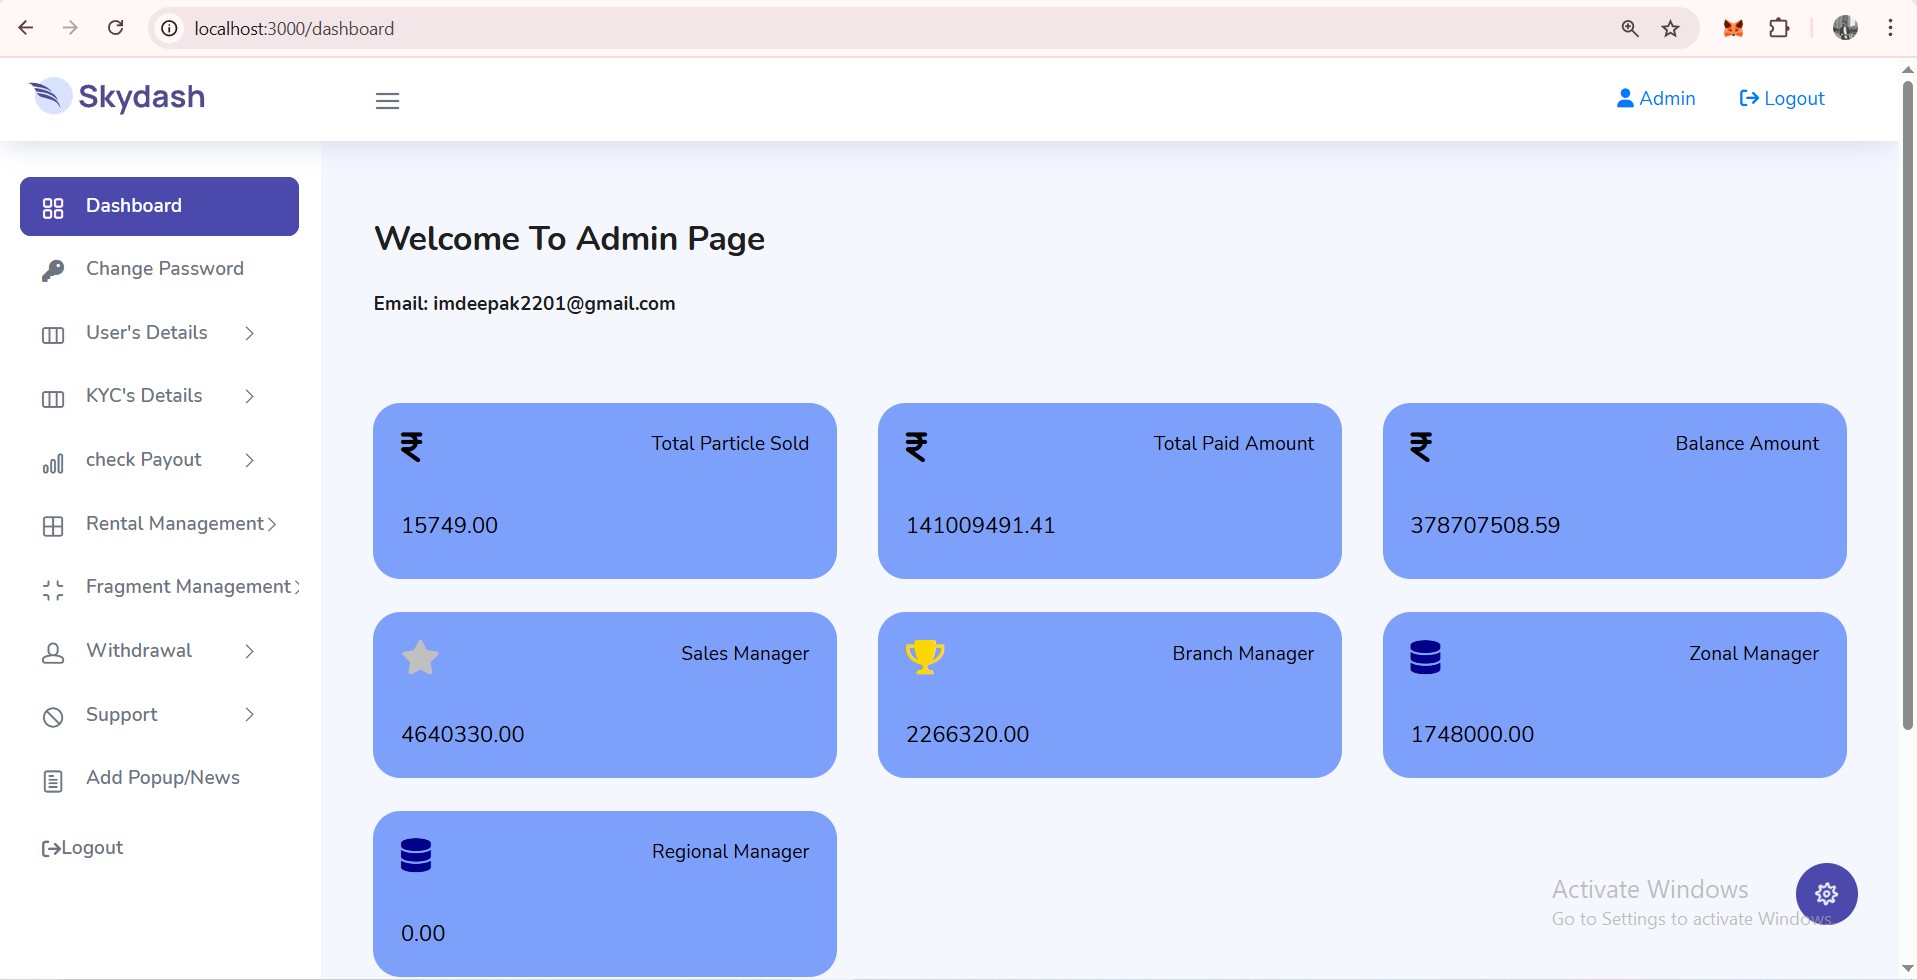 localhost:3000/dashboard
Skydash
Admin
Logout
Dashboard
Change Password
User's Details
KYC's Details
check Payout
Rental Management
Fragment Management
Withdrawal
Support
Add Popup/News
Logout
Welcome To Admin Page
Email: imdeepak2201@gmail.com
₹ Total Particle Sold
15749.00
₹ Total Paid Amount
141009491.41
₹ Balance Amount
378707508.59
Sales Manager
4640330.00
Branch Manager
2266320.00
Zonal Manager
1748000.00
Regional Manager
0.00
Activate Windows
Go to Settings to activate Windows.